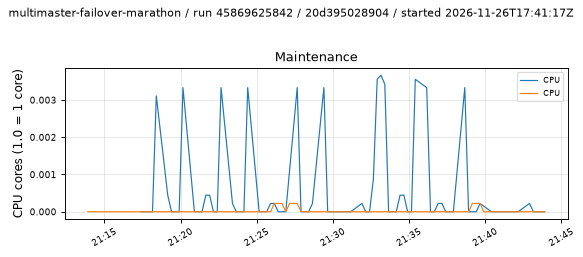 multimaster-failover-marathon / run 45869625842 / 20d395028904 / started 2026-11-26T17:41:17Z
Maintenance
CPU cores (1.0 = 1 core)
0.003
0.002
0.001
0.000
CPU
CPU
21:15
21:20
21:25
21:30
21:35
21:40
21:45